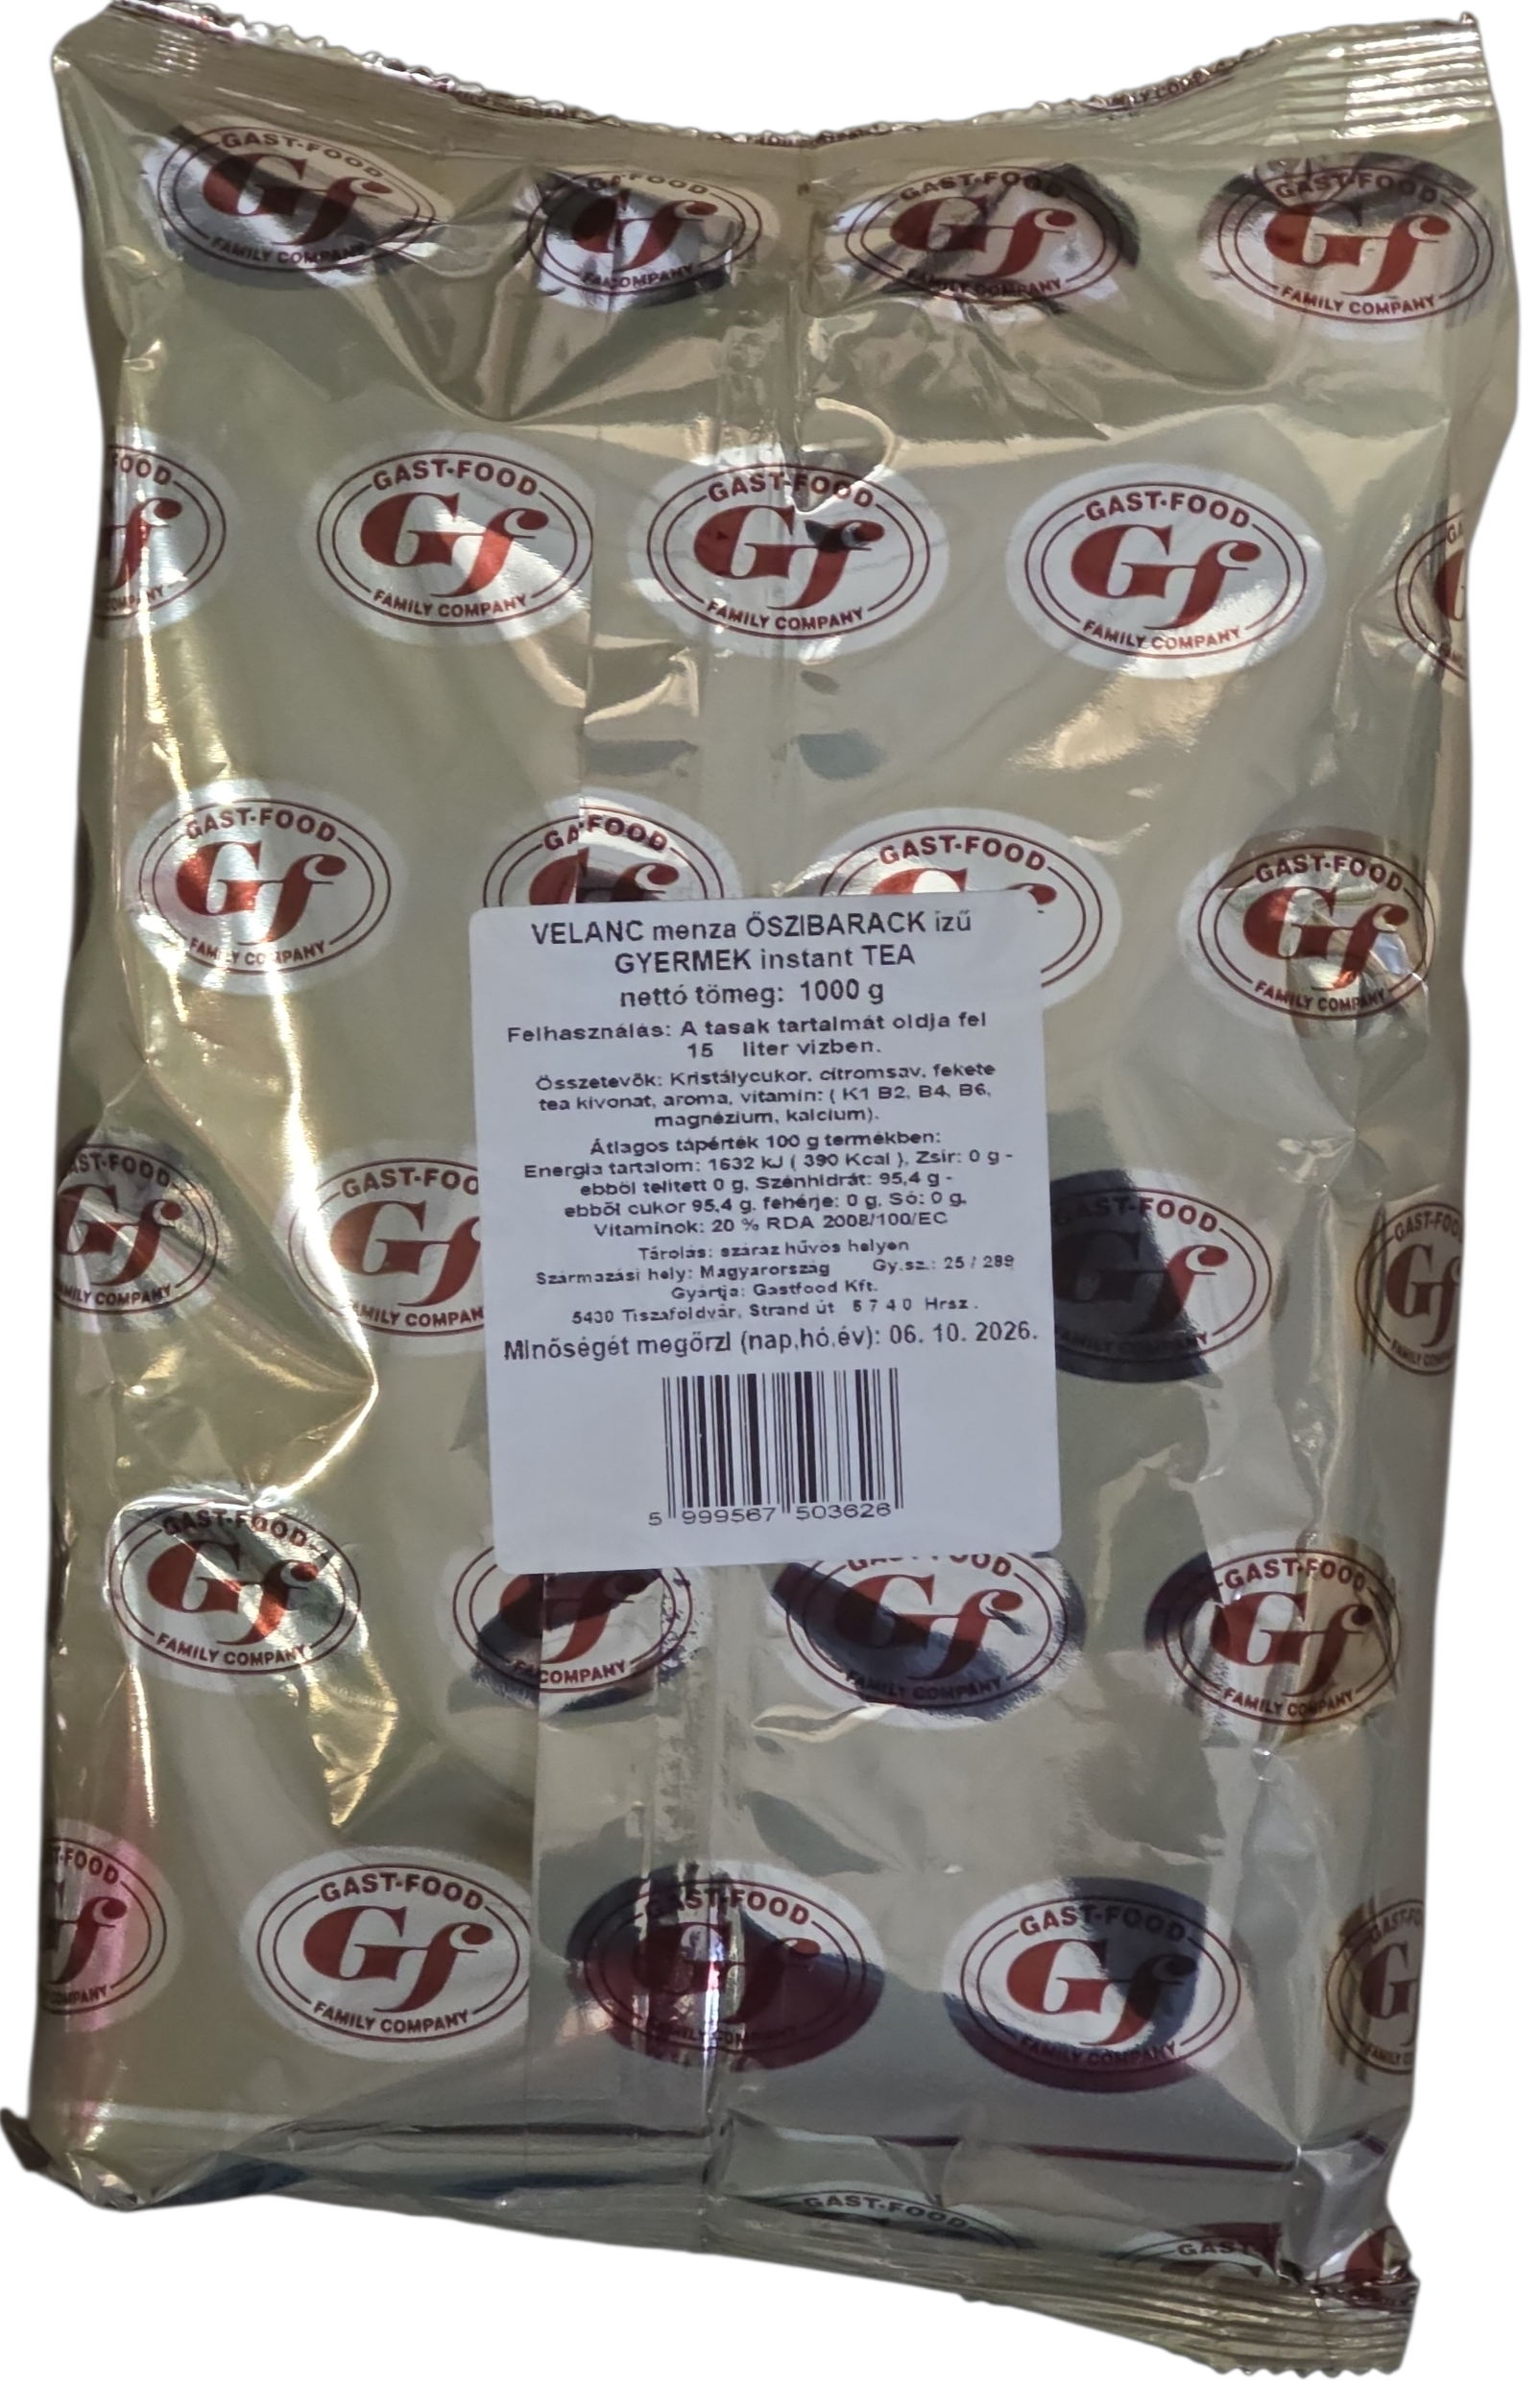 GAST-FOOD
Gf
FAMILY COMPANY
VELANC menza ŐSZIBARACK ízű
GYERMEK instant TEA
nettó tömeg: 1000 g
Felhasználás: A tasak tartalmát oldja fel
15 liter vízben.
Összetevők: Kristálycukor, citromsav, fekete
tea kivonat, aroma, vitamin: ( K1 B2, B4, B6,
magnézium, kalcium).
Átlagos tápérték 100 g termékben:
Energia tartalom: 1632 kJ ( 390 Kcal ), Zsír: 0 g -
ebből telített 0 g, Szénhidrát: 95,4 g -
ebből cukor 95,4 g, fehérje: 0 g, Só: 0 g,
Vitaminok: 20 % RDA 2008/100/EC
Tárolás: száraz hűvös helyen
Származási hely: Magyarország Gy.sz.: 25 / 289
Gyártja: Gastfood Kft.
5430 Tiszaföldvár, Strand út 5740 Hrsz.
Minőségét megőrzi (nap,hó,év): 06. 10. 2026.
5 999567 503626